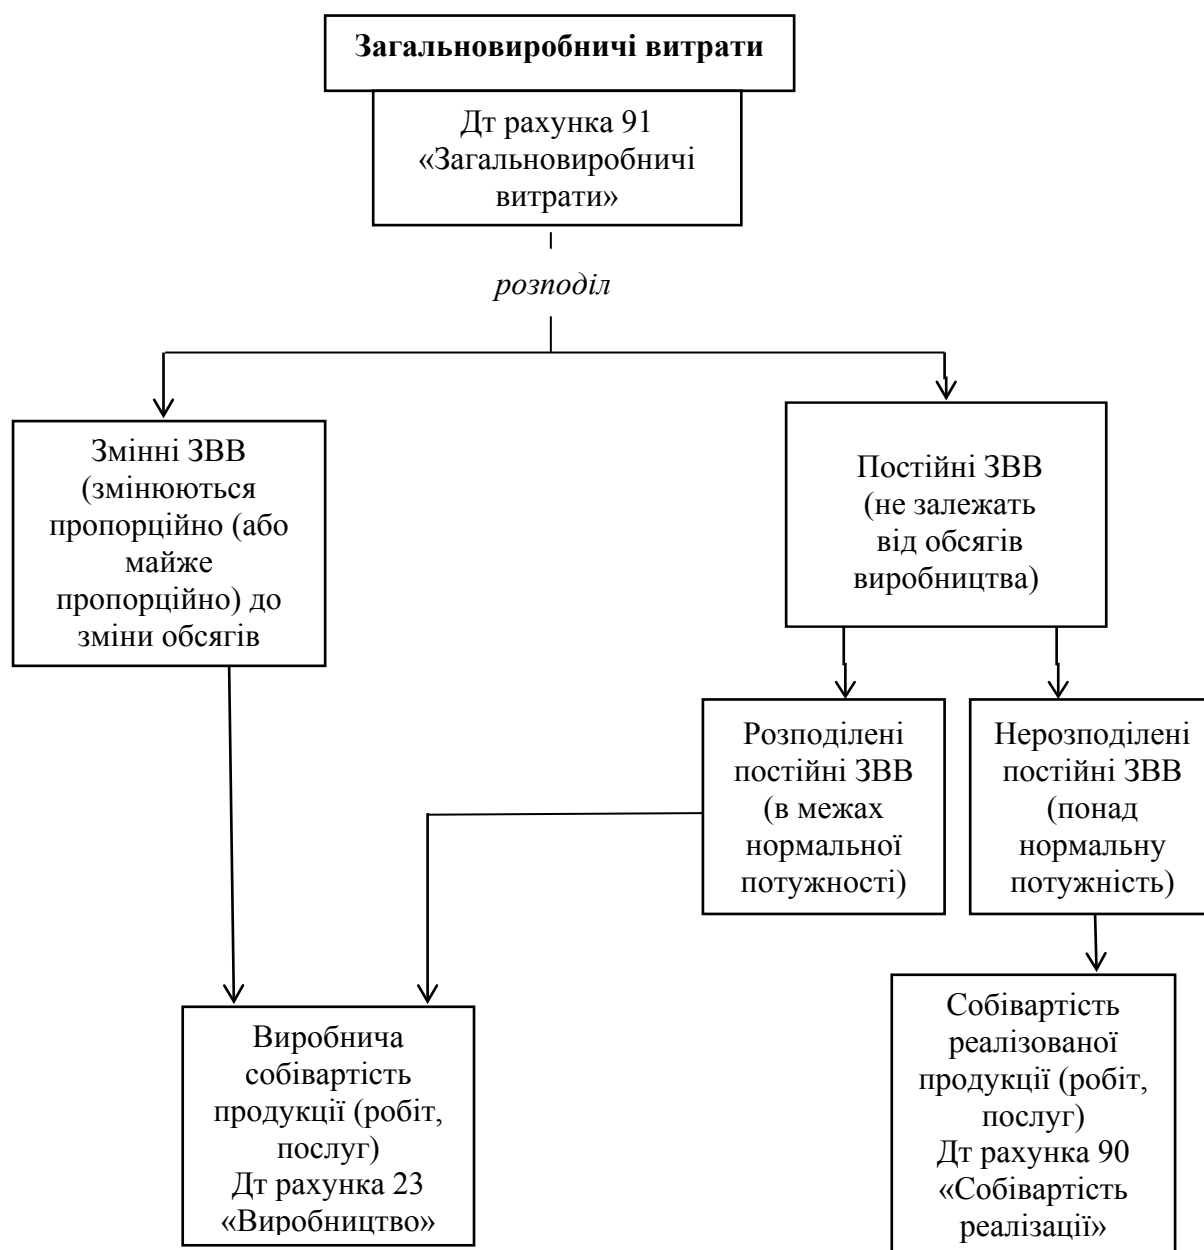 Загальновиробничі витрати
Дт рахунка 91
«Загальновиробничі
витрати»
розподіл
Змінні ЗВВ
(змінюються
пропорційно (або
майже
пропорційно) до
зміни обсягів
Постійні ЗВВ
(не залежать
від обсягів
виробництва)
Розподілені
постійні ЗВВ
(в межах
нормальної
потужності)
Нерозподілені
постійні ЗВВ
(понад
нормальну
потужність)
Виробнича
собівартість
продукції (робіт,
послуг)
Дт рахунка 23
«Виробництво»
Собівартість
реалізованої
продукції (робіт,
послуг)
Дт рахунка 90
«Собівартість
реалізації»